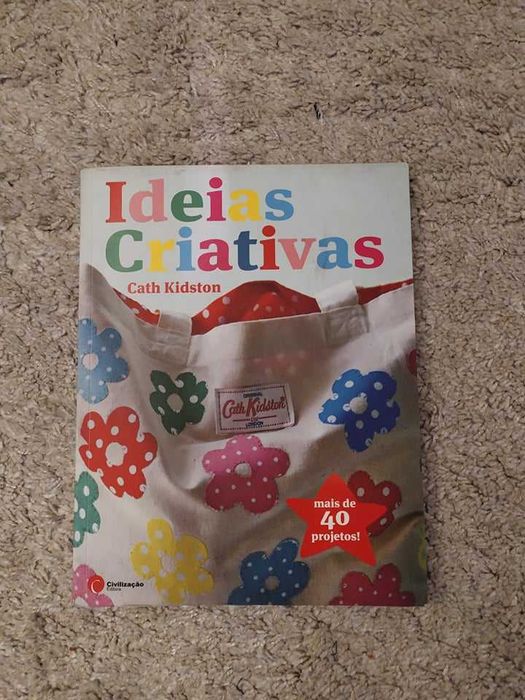 Ideias
Criativas
Cath Kidston
ORIGINAL
Cath Kidston
LONDON
mais de
40
projetos!
Civilização
Editora